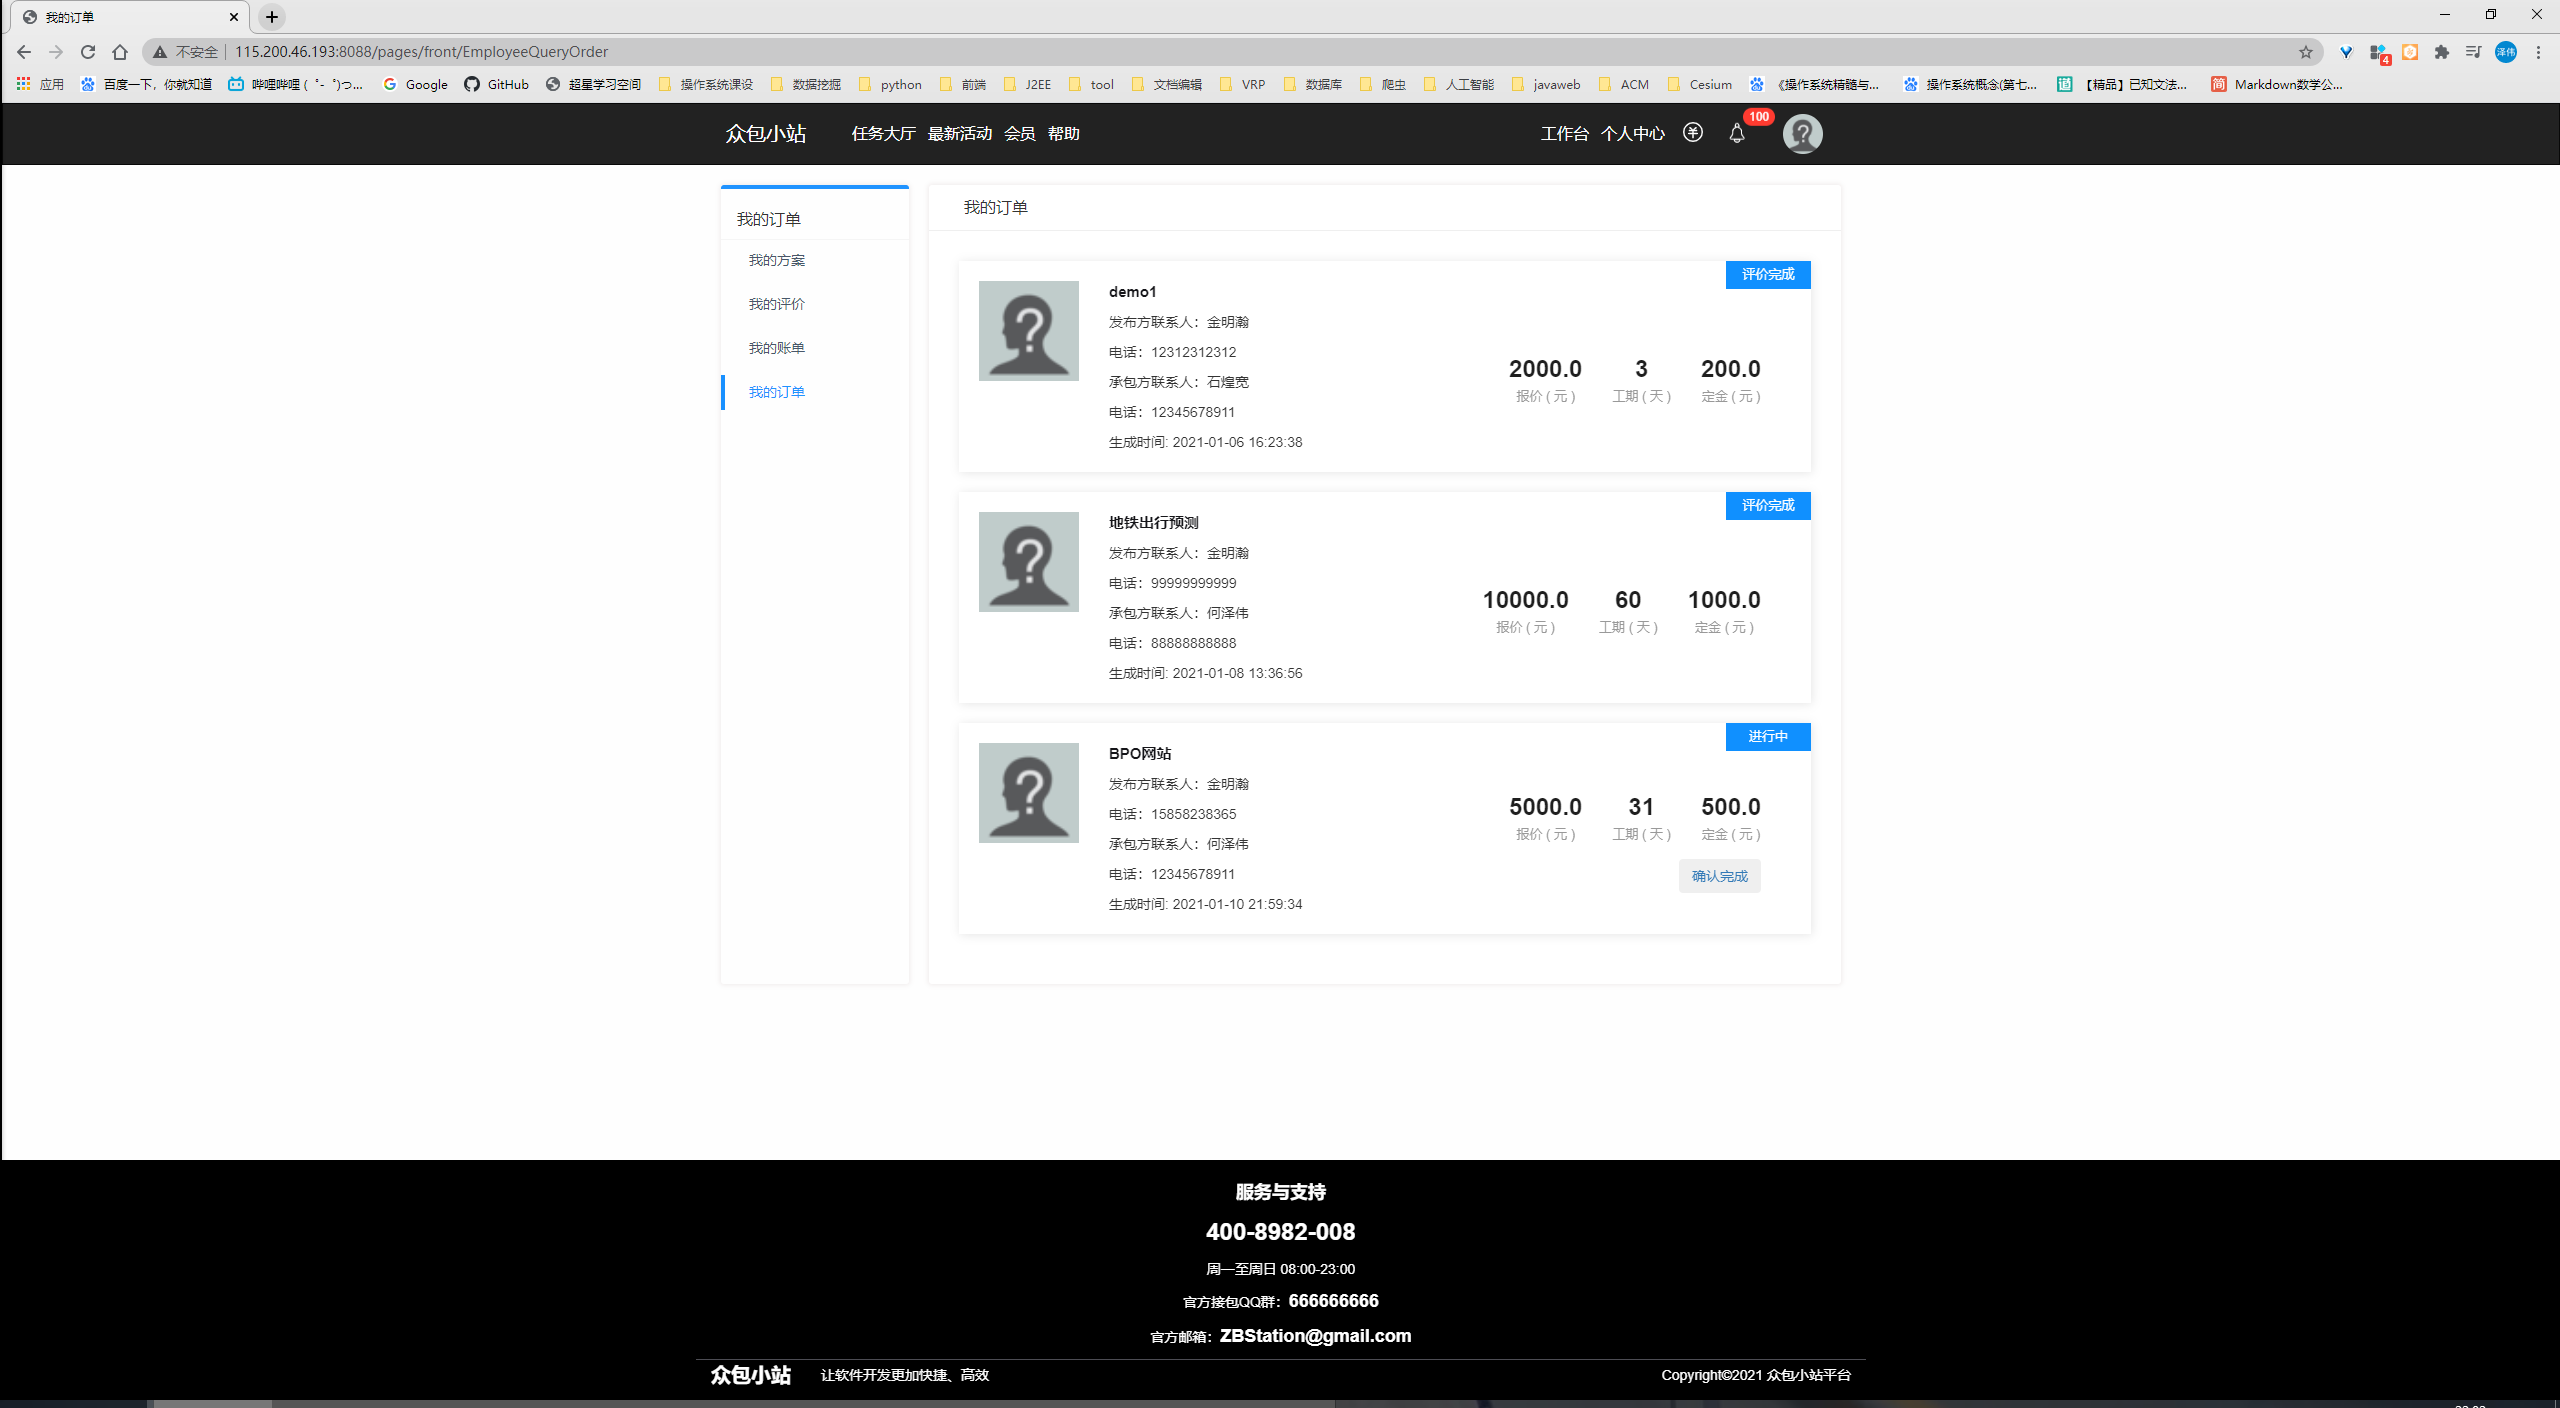 我的订单
不安全 115.200.46.193:8088/pages/front/EmployeeQueryOrder
4
泽伟
应用 百度一下，你就知道 哔哩哔哩 ( ゜- ゜)つ... Google GitHub 超星学习空间 操作系统课设 数据挖掘 python 前端 J2EE tool 文档编辑 VRP 数据库 爬虫 人工智能 javaweb ACM Cesium 《操作系统精髓与... 操作系统概念(第七... 【精品】已知文法... Markdown数学公...
众包小站 任务大厅 最新活动 会员 帮助 工作台 个人中心 100
我的订单
我的方案
我的评价
我的账单
我的订单
我的订单
评价完成
demo1
发布方联系人：金明瀚
电话：12312312312
承包方联系人：石煌宽
电话：12345678911
生成时间: 2021-01-06 16:23:38
2000.0 3 200.0
报价 ( 元 ) 工期 ( 天 ) 定金 ( 元 )
评价完成
地铁出行预测
发布方联系人：金明瀚
电话：99999999999
承包方联系人：何泽伟
电话：88888888888
生成时间: 2021-01-08 13:36:56
10000.0 60 1000.0
报价 ( 元 ) 工期 ( 天 ) 定金 ( 元 )
进行中
BPO网站
发布方联系人：金明瀚
电话：15858238365
承包方联系人：何泽伟
电话：12345678911
生成时间: 2021-01-10 21:59:34
5000.0 31 500.0
报价 ( 元 ) 工期 ( 天 ) 定金 ( 元 )
确认完成
服务与支持
400-8982-008
周一至周日 08:00-23:00
官方接包QQ群：666666666
官方邮箱：ZBStation@gmail.com
众包小站 让软件开发更加快捷、高效 Copyright©2021 众包小站平台